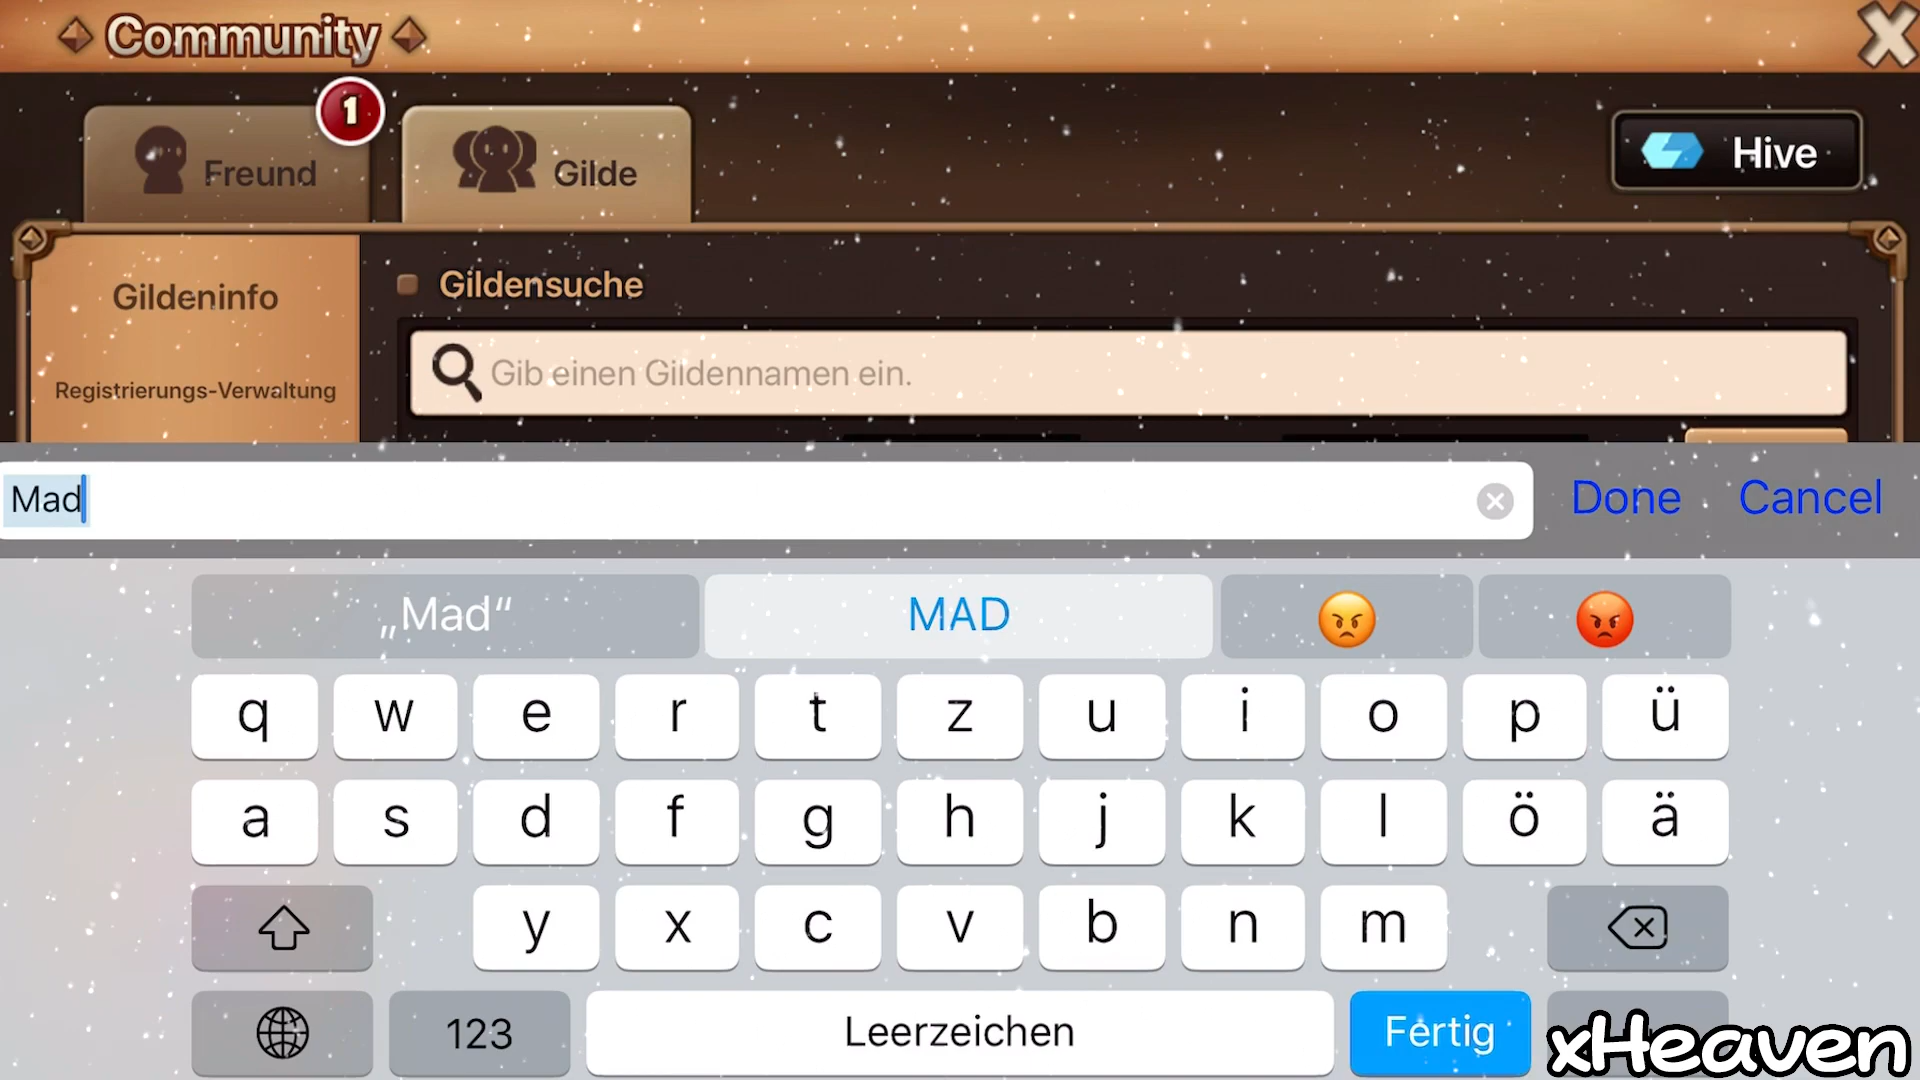 Community
1
Freund
Gilde
Hive
Gildeninfo
Gildensuche
Gib einen Gildennamen ein.
Registrierungs-Verwaltung
Mad
Done
Cancel
„Mad“
MAD
q w e r t z u i o p ü
a s d f g h j k l ö ä
y x c v b n m
123
Leerzeichen
Fertig
xHeaven